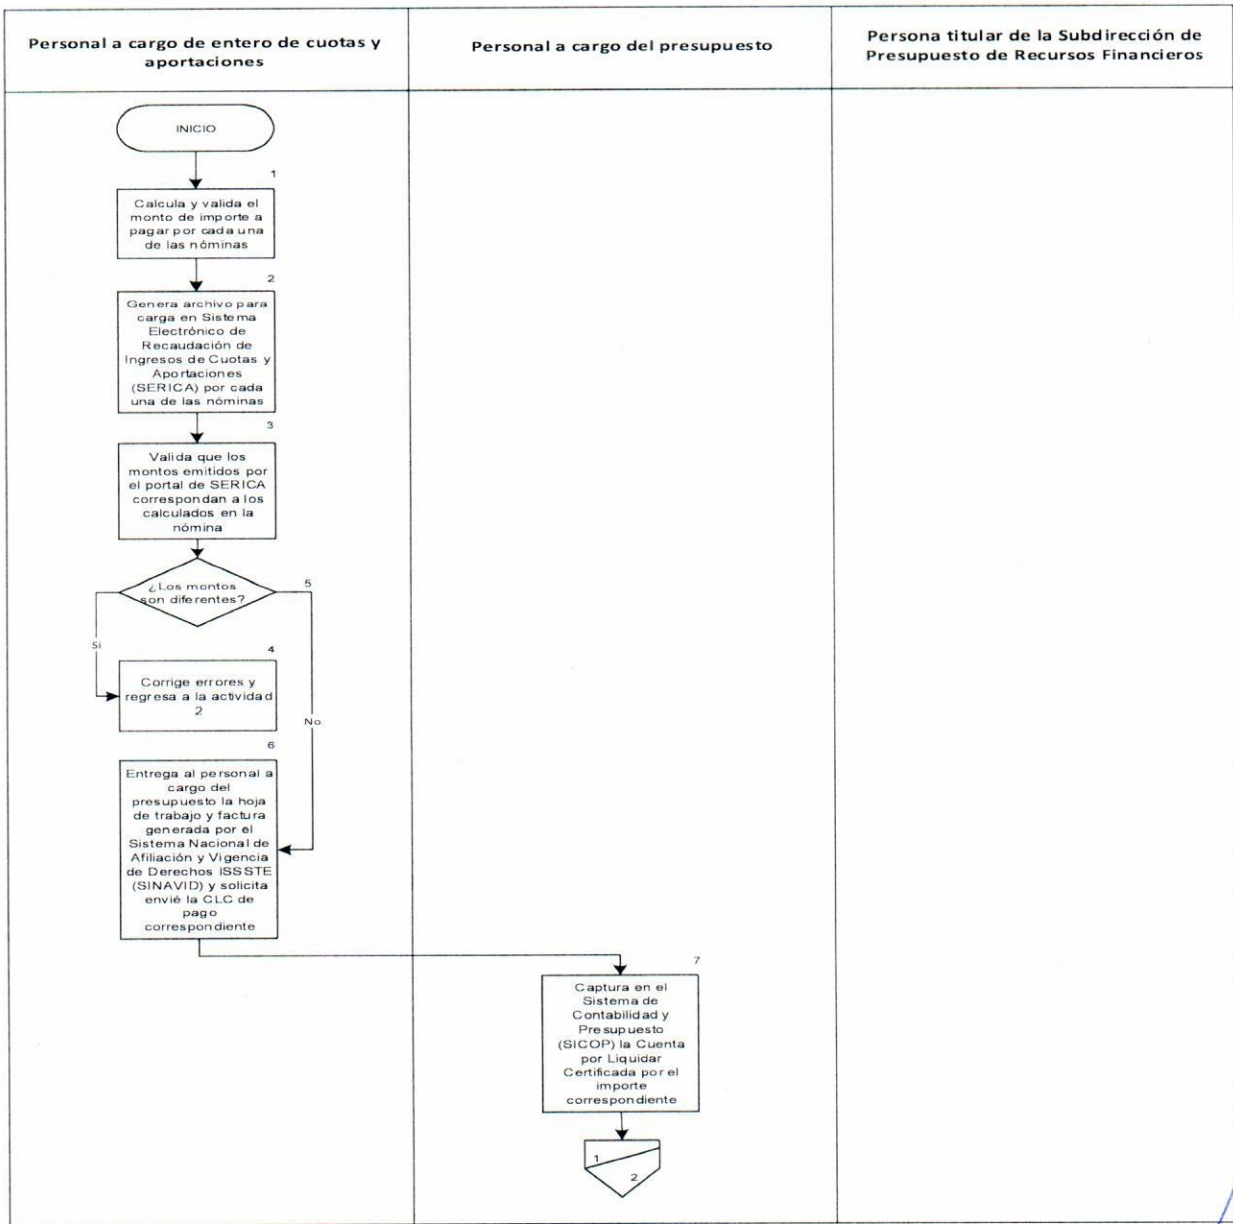 Personal a cargo de entero de cuotas y
aportaciones
Personal a cargo del presupuesto
Persona titular de la Subdirección de
Presupuesto de Recursos Financieros
INICIO
1
Calcula y valida el
monto de importe a
pagar por cada una
de las nóminas
2
Genera archivo para
carga en Sistema
Electrónico de
Recaudación de
Ingresos de Cuotas y
Aportaciones
(SERICA) por cada
una de las nóminas
3
Valida que los
montos emitidos por
el portal de SERICA
correspondan a los
calculados en la
nómina
¿Los montos
son diferentes?
5
Si
4
Corrige errores y
regresa a la actividad
2
No
6
Entrega al personal a
cargo del
presupuesto la hoja
de trabajo y factura
generada por el
Sistema Nacional de
Afiliación y Vigencia
de Derechos ISSSTE
(SINAVID) y solicita
envié la CLC de
pago
correspondiente
7
Captura en el
Sistema de
Contabilidad y
Presupuesto
(SICOP) la Cuenta
por Liquidar
Certificada por el
importe
correspondiente
1
2